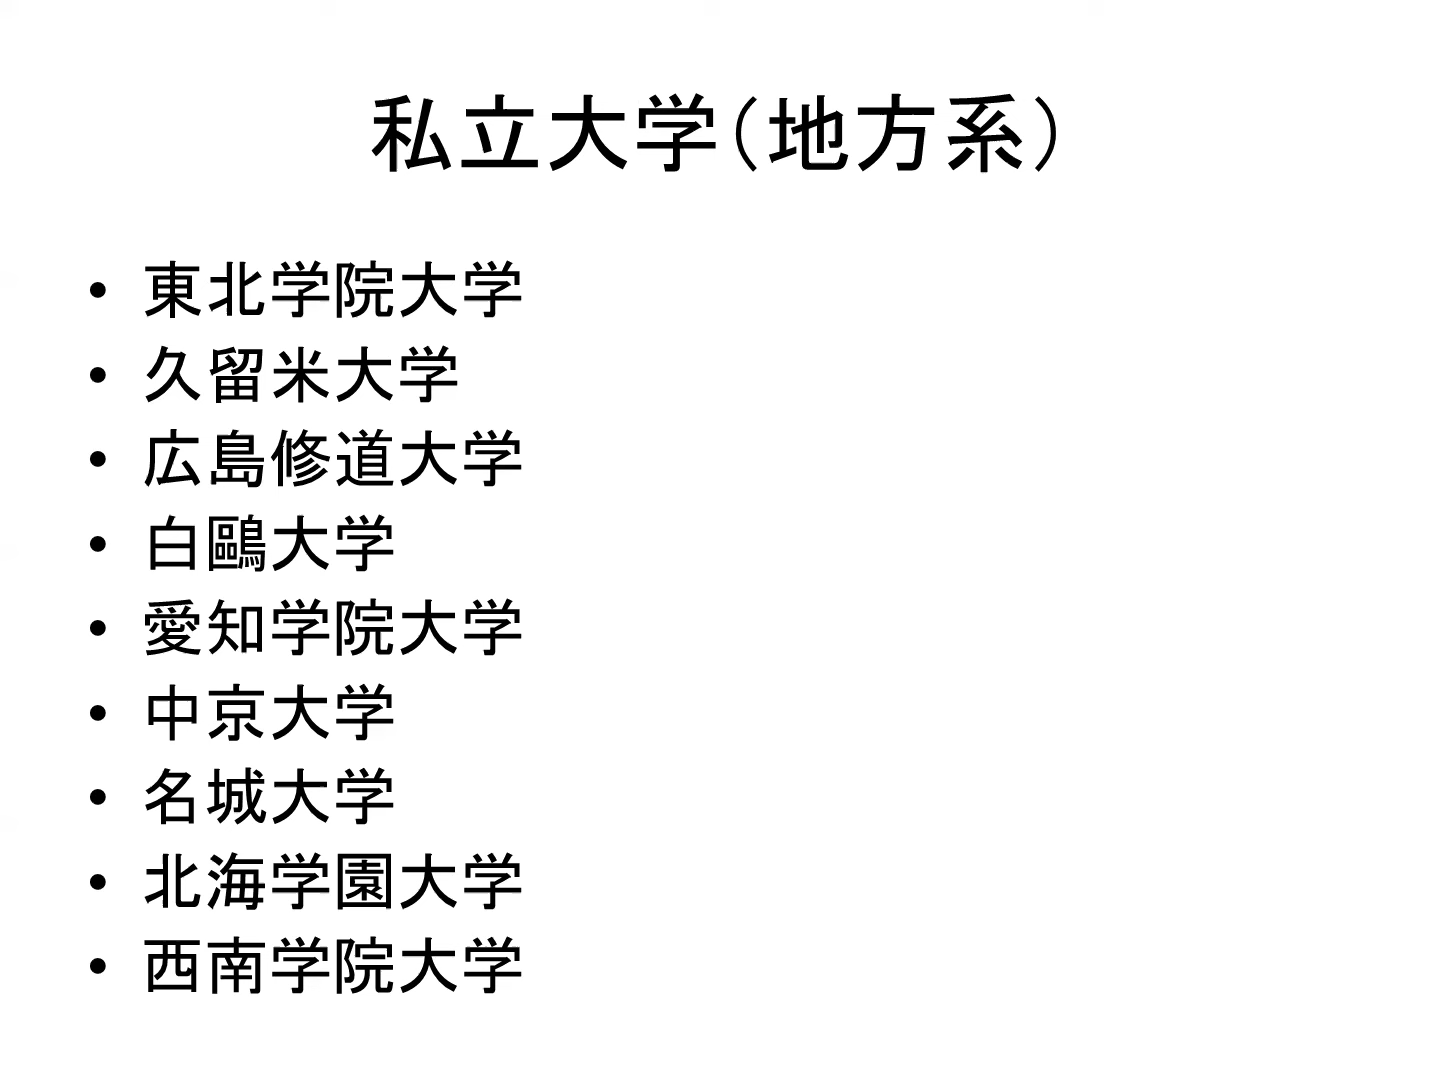 私立大学（地方系）
• 東北学院大学
• 久留米大学
• 広島修道大学
• 白鷗大学
• 愛知学院大学
• 中京大学
• 名城大学
• 北海学園大学
• 西南学院大学